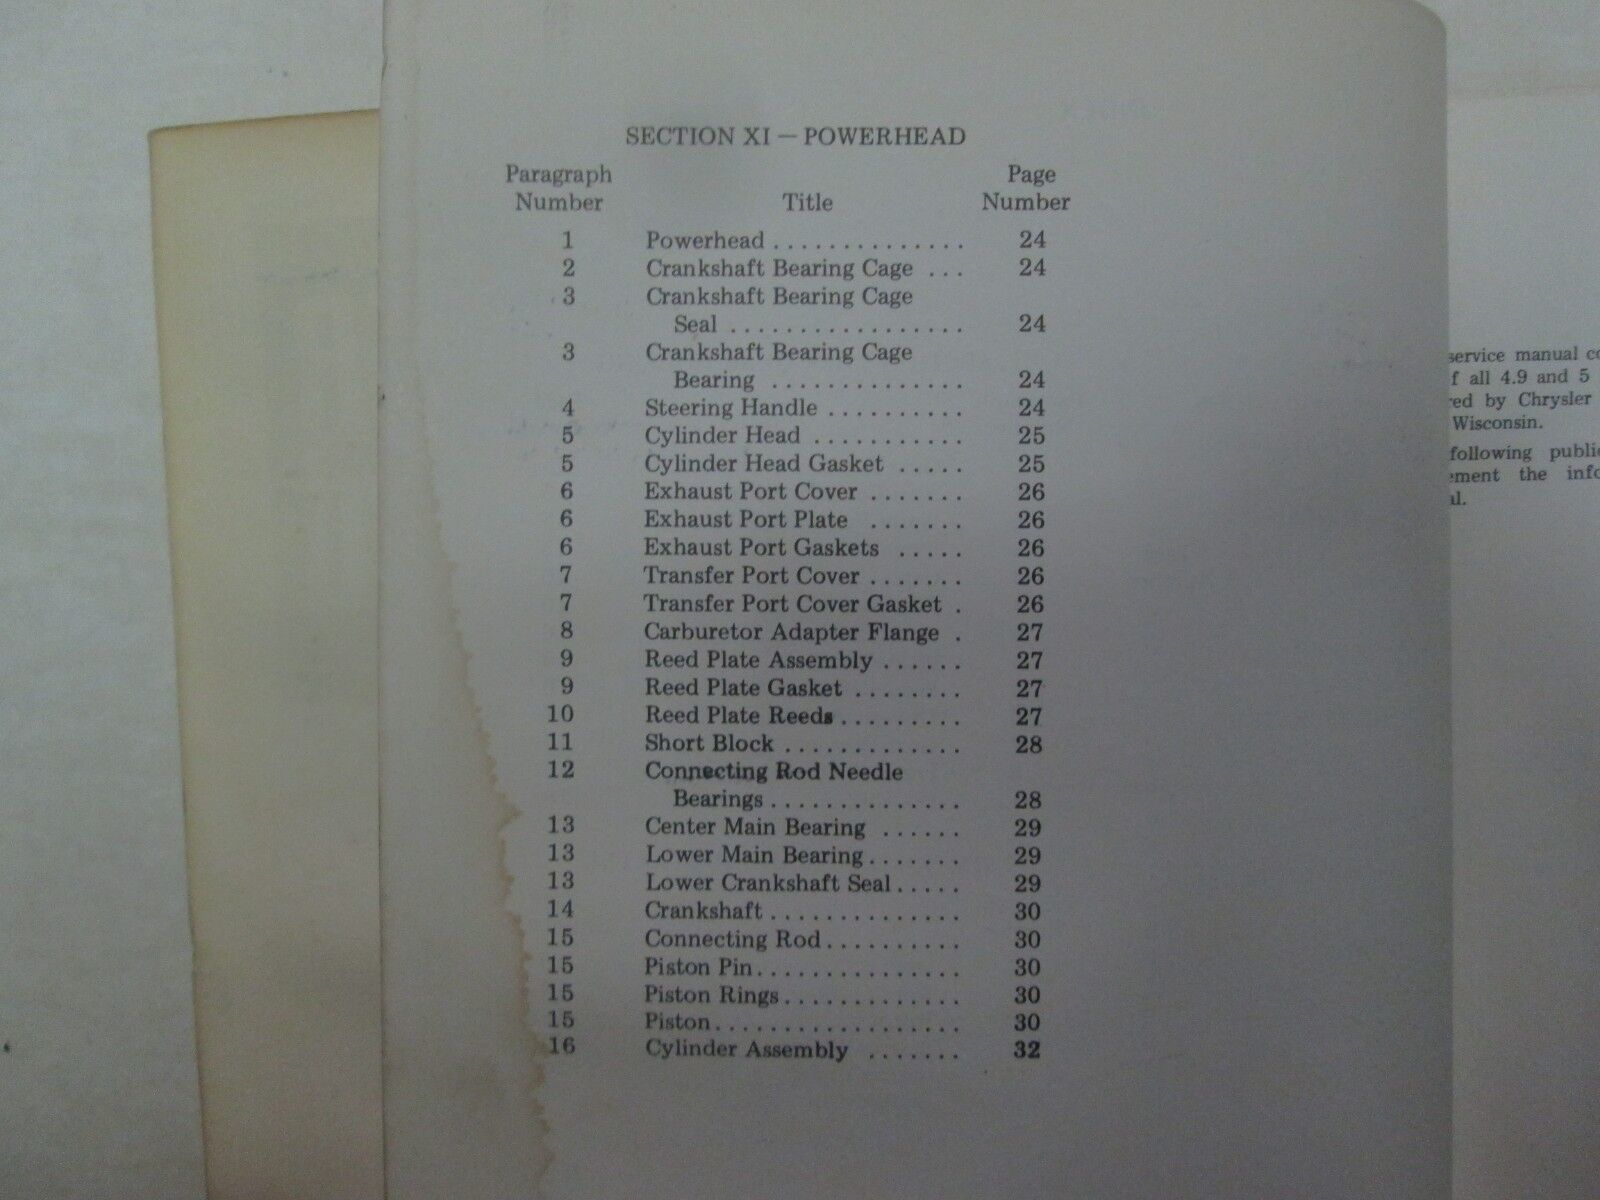 SECTION XI — POWERHEAD
Paragraph Page
Number Title Number
1 Powerhead .............. 24
2 Crankshaft Bearing Cage ... 24
3 Crankshaft Bearing Cage
Seal ................. 24
3 Crankshaft Bearing Cage
Bearing .............. 24
4 Steering Handle .......... 24
5 Cylinder Head ........... 25
5 Cylinder Head Gasket ..... 25
6 Exhaust Port Cover ....... 26
6 Exhaust Port Plate ....... 26
6 Exhaust Port Gaskets ..... 26
7 Transfer Port Cover ....... 26
7 Transfer Port Cover Gasket . 26
8 Carburetor Adapter Flange . 27
9 Reed Plate Assembly ...... 27
9 Reed Plate Gasket ........ 27
10 Reed Plate Reeds ......... 27
11 Short Block ............. 28
12 Connecting Rod Needle
Bearings .............. 28
13 Center Main Bearing ...... 29
13 Lower Main Bearing ....... 29
13 Lower Crankshaft Seal ..... 29
14 Crankshaft .............. 30
15 Connecting Rod .......... 30
15 Piston Pin ............... 30
15 Piston Rings ............. 30
15 Piston .................. 30
16 Cylinder Assembly ....... 32
service manual
all 4.9 and 5
by Chrysler
Wisconsin.
following
the